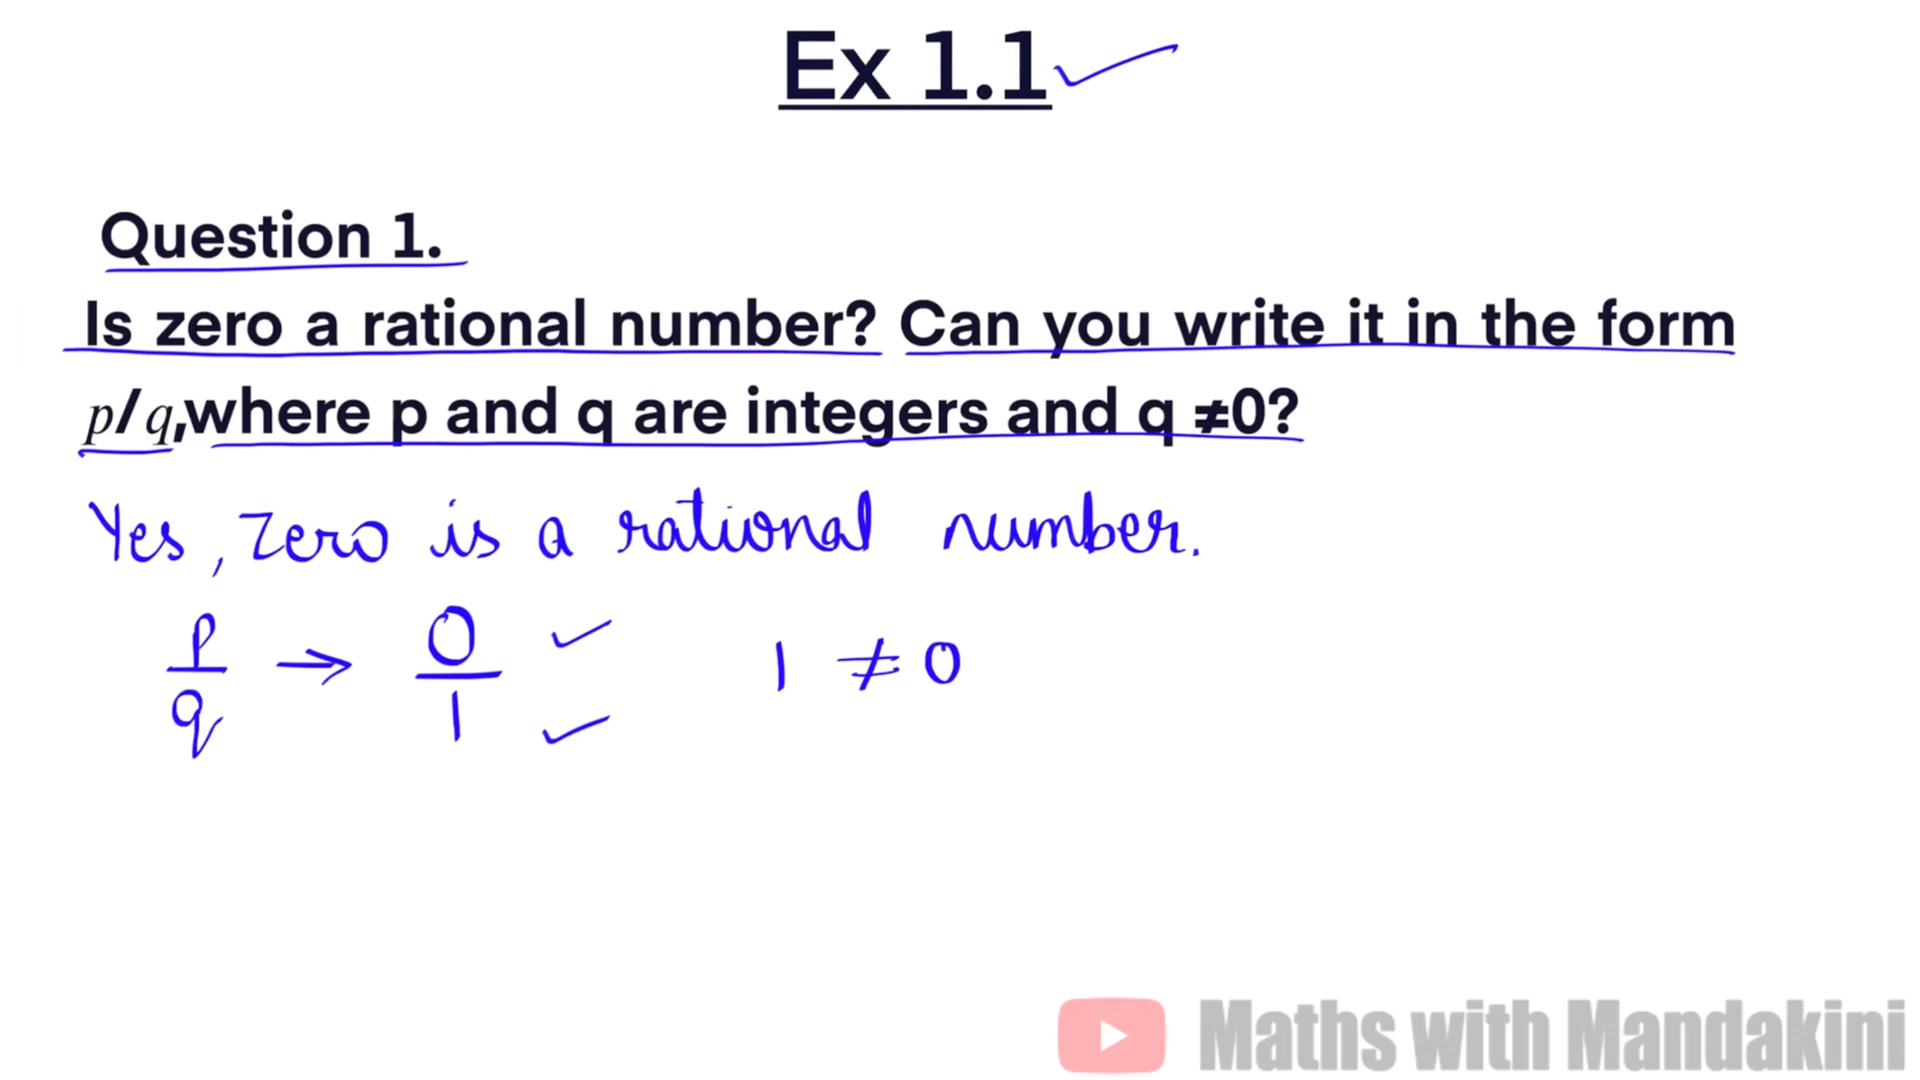 Ex 1.1
Question 1.
Is zero a rational number? Can you write it in the form
p/q,where p and q are integers and q ≠0?
Yes, Zero is a rational number.
p/q → 0/1 1 ≠ 0
Maths with Mandakini